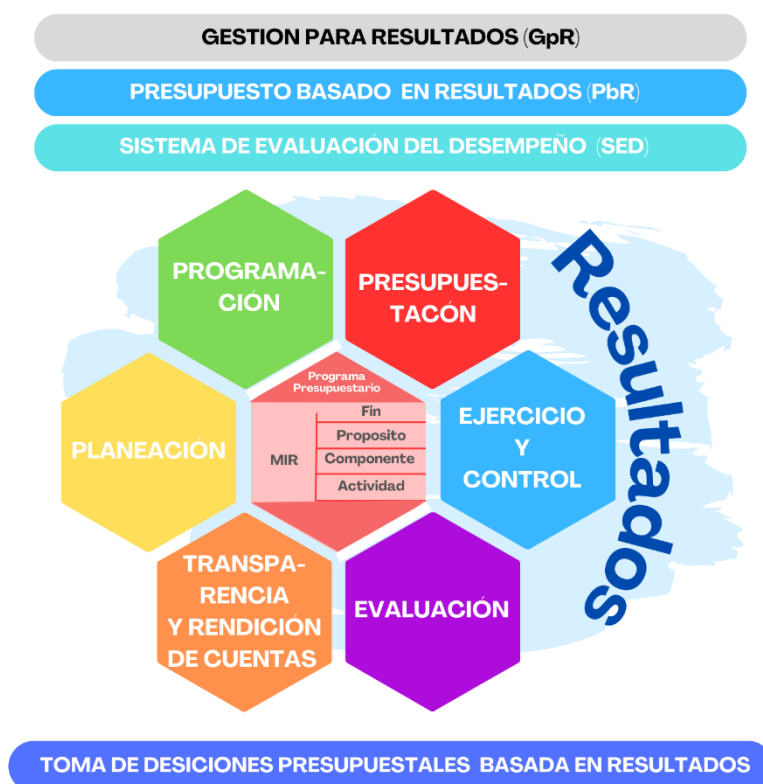 GESTION PARA RESULTADOS (GpR)
PRESUPUESTO BASADO EN RESULTADOS (PbR)
SISTEMA DE EVALUACIÓN DEL DESEMPEÑO (SED)
PROGRAMA-
CIÓN
PRESUPUES-
TACÓN
Resultados
Programa
Presupuestario
MIR
Fin
Proposito
Componente
Actividad
PLANEACIÓN
EJERCICIO
Y
CONTROL
TRANSPA-
RENCIA
Y RENDICIÓN
DE CUENTAS
EVALUACIÓN
TOMA DE DESICIONES PRESUPUESTALES BASADA EN RESULTADOS